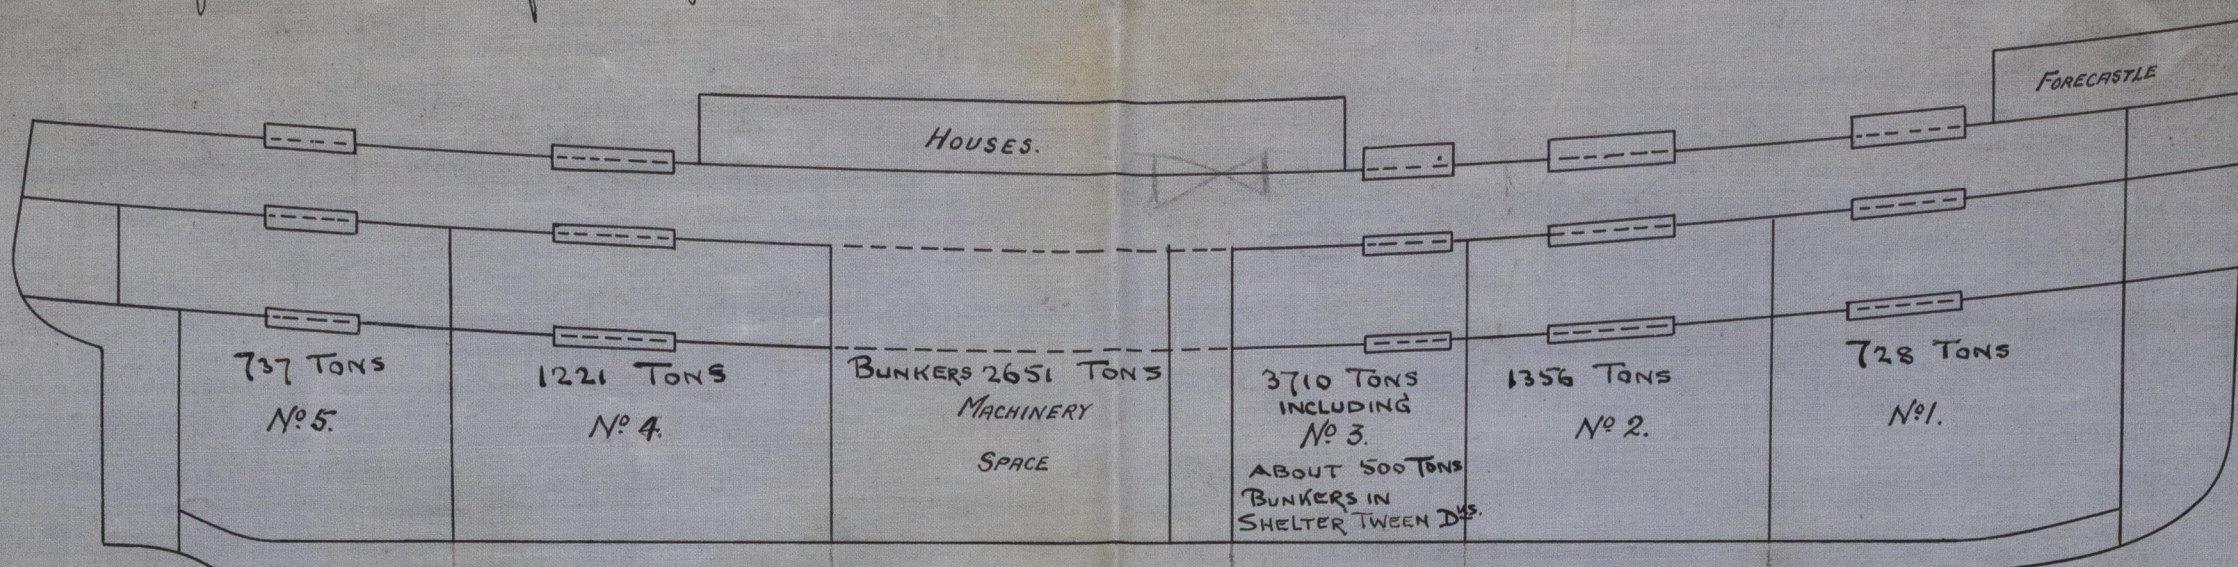 FORECASTLE
HOUSES.
737 TONS
Nº 5.
1221 TONS
Nº 4.
BUNKERS 2651 TONS
MACHINERY
SPACE
3710 TONS
INCLUDING
Nº 3.
ABOUT 500 TONS
BUNKERS IN
SHELTER TWEEN Dᴷˢ.
1356 TONS
Nº 2.
728 TONS
Nº 1.